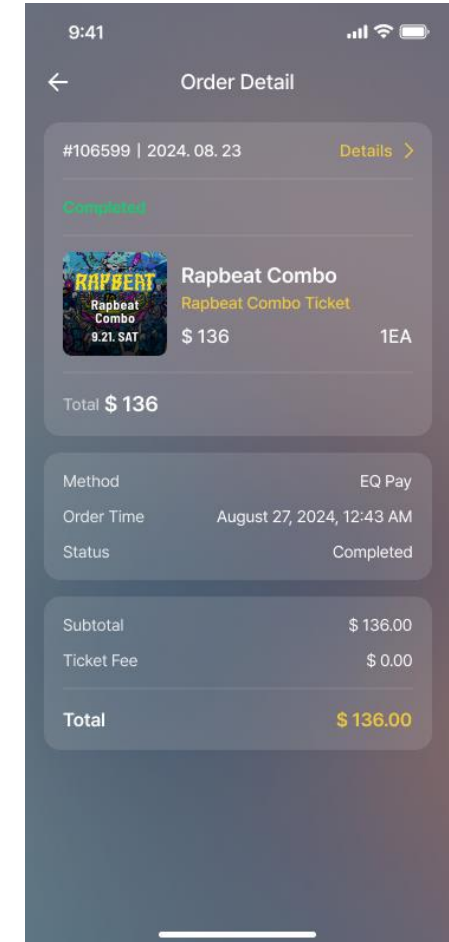 9:41
Order Detail
#106599 | 2024. 08. 23 Details >
Completed
RAPBEAT
Rapbeat
Combo
9.21. SAT
Rapbeat Combo
Rapbeat Combo Ticket
$ 136 1EA
Total $ 136
Method EQ Pay
Order Time August 27, 2024, 12:43 AM
Status Completed
Subtotal $ 136.00
Ticket Fee $ 0.00
Total $ 136.00